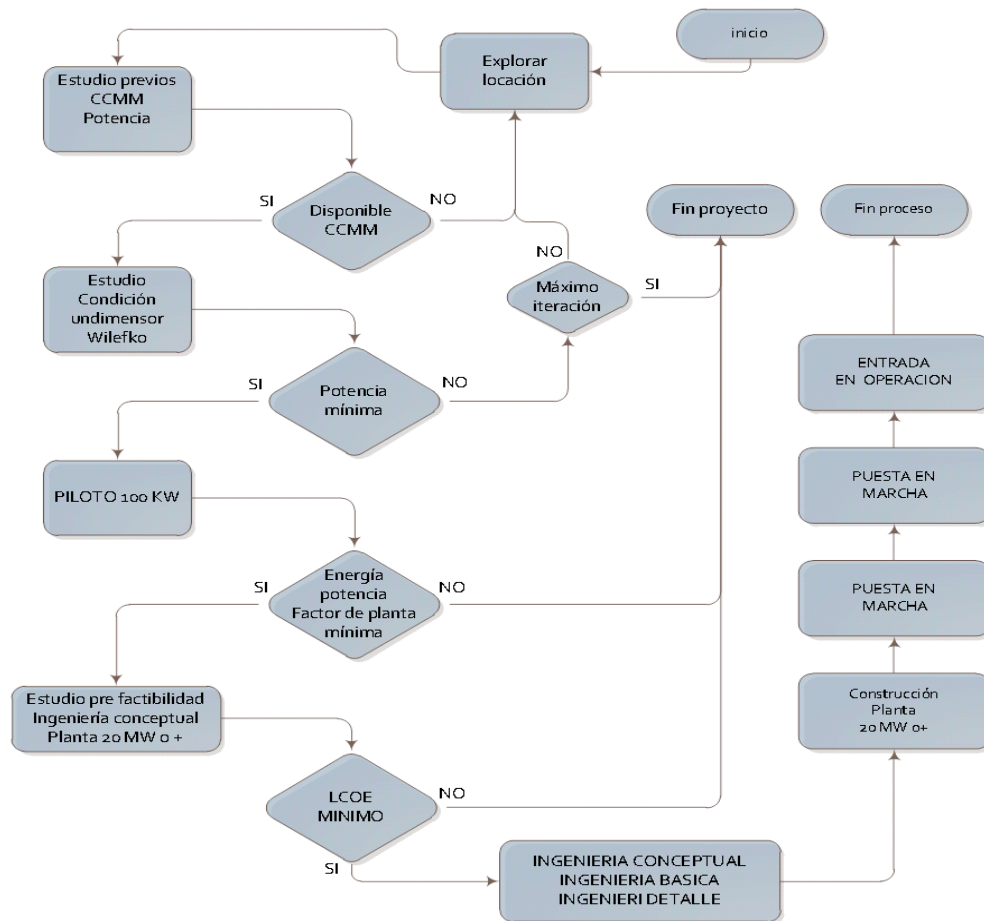 inicio
Explorar
locación
Estudio previos
CCMM
Potencia
SI
NO
Disponible
CCMM
Fin proyecto
Fin proceso
Estudio
Condición
undimensor
Wilefko
NO
Máximo
iteración
SI
SI
NO
Potencia
mínima
ENTRADA
EN OPERACION
PILOTO 100 KW
PUESTA EN
MARCHA
SI
NO
Energía
potencia
Factor de planta
mínima
PUESTA EN
MARCHA
Estudio pre factibilidad
Ingeniería conceptual
Planta 20 MW 0 +
Construcción
Planta
20 MW 0+
LCOE
MINIMO
NO
SI
INGENIERIA CONCEPTUAL
INGENIERIA BASICA
INGENIERI DETALLE